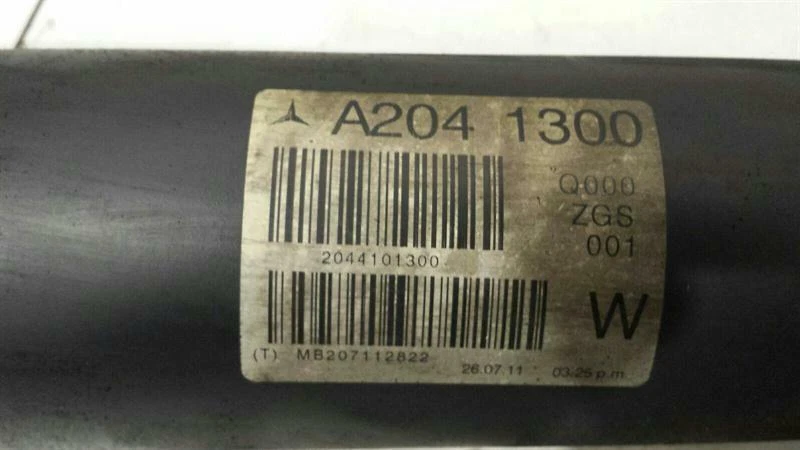 A204 1300
Q000
ZGS
001
2044101300
W
(T) MB207112822
26.07.11 03:25 p.m.